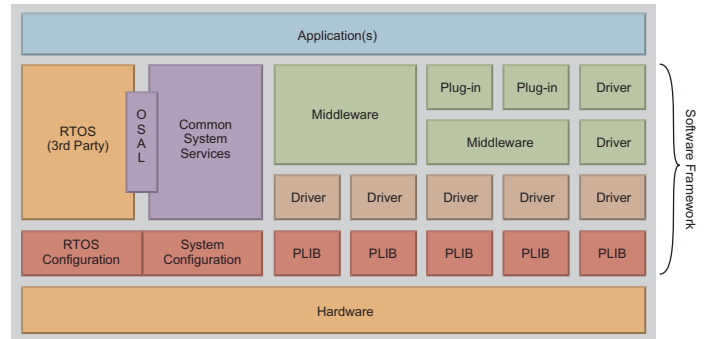 Application(s)
RTOS
(3rd Party)
O
S
A
L
Common
System
Services
Middleware
Plug-in
Plug-in
Driver
Middleware
Driver
Driver
Driver
Driver
Driver
Driver
RTOS
Configuration
System
Configuration
PLIB
PLIB
PLIB
PLIB
PLIB
Hardware
Software Framework